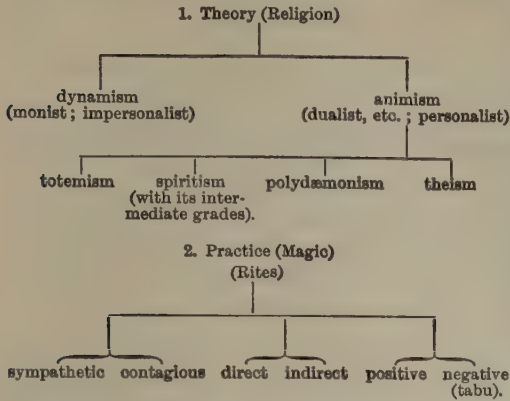 1. Theory (Religion)
dynamism
(monist; impersonalist)
animism
(dualist, etc.; personalist)
totemism
spiritism
(with its inter-
mediate grades).
polydæmonism
theism
2. Practice (Magic)
(Rites)
sympathetic contagious direct indirect positive negative
(tabu).